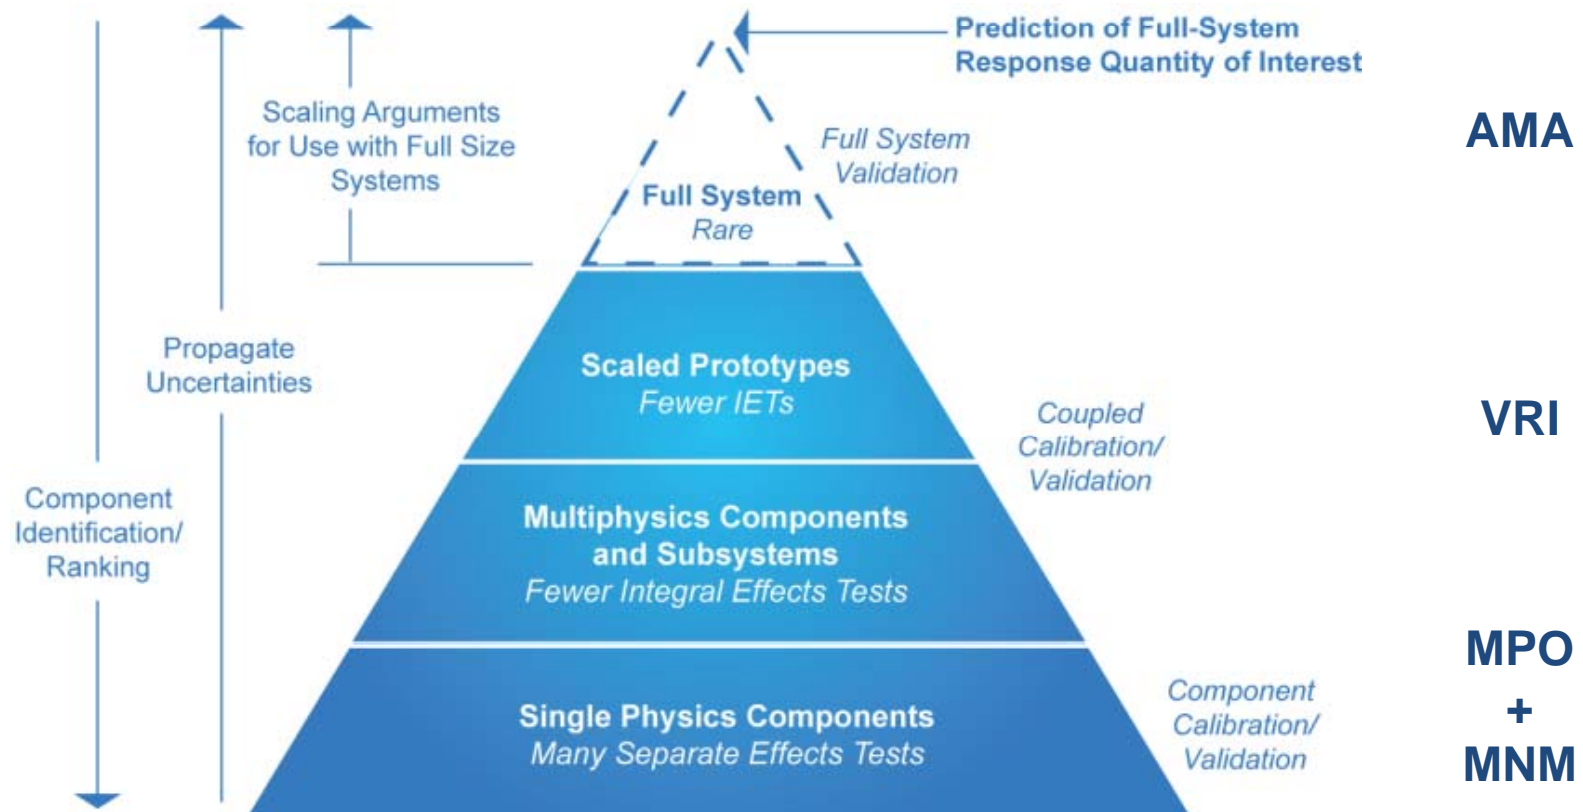 Prediction of Full-System
Response Quantity of Interest
Scaling Arguments
for Use with Full Size
Systems
Full System
Validation
AMA
Full System
Rare
Propagate
Uncertainties
Scaled Prototypes
Fewer IETs
Coupled
Calibration/
Validation
VRI
Component
Identification/
Ranking
Multiphysics Components
and Subsystems
Fewer Integral Effects Tests
Single Physics Components
Many Separate Effects Tests
Component
Calibration/
Validation
MPO
+
MNM